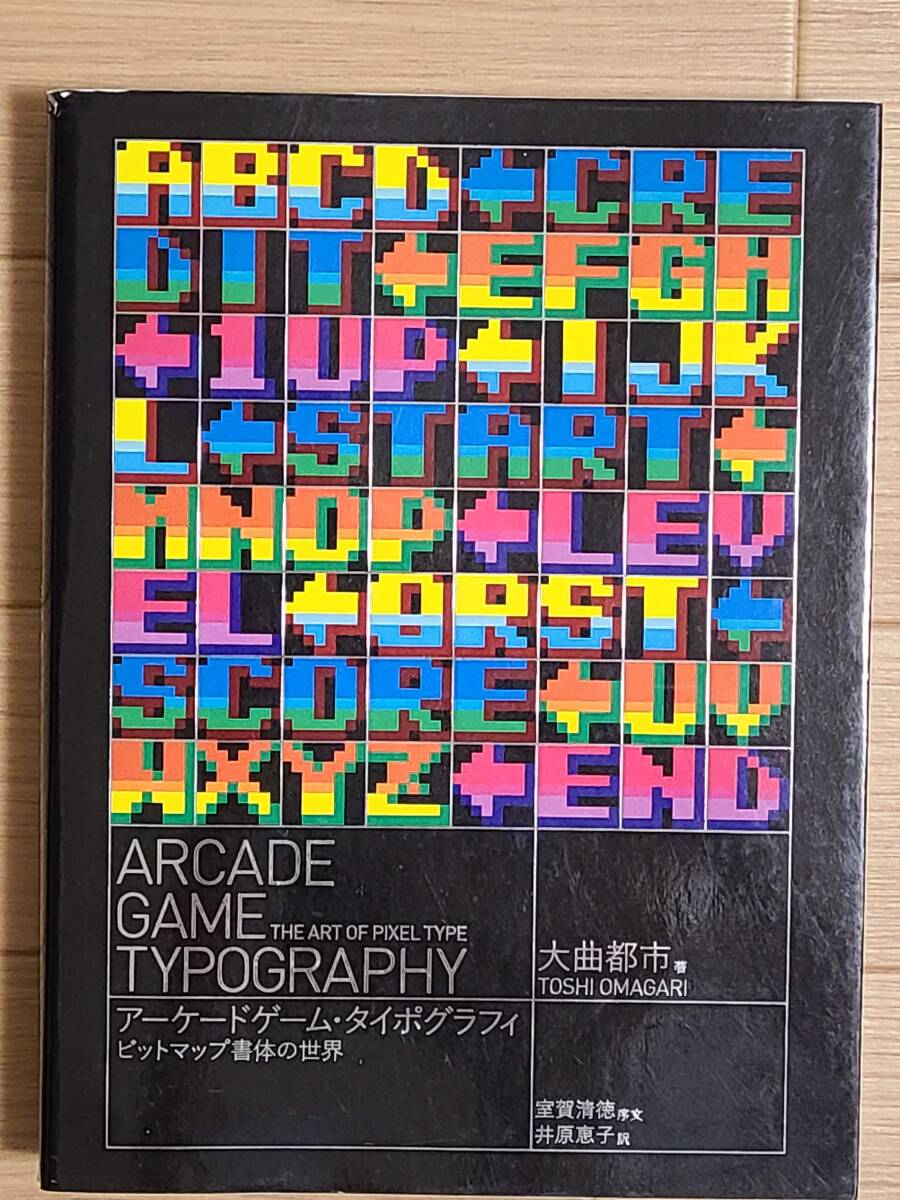 ABCD←CRE
DIT←EFGH
←1UP←IJK
L←START←
MNOP←LEV
EL←QRST←
SCORE←UV
WXYZ←END
ARCADE
GAME THE ART OF PIXEL TYPE
TYPOGRAPHY
大曲都市 著
TOSHI OMAGARI
アーケードゲーム・タイポグラフィ
ビットマップ書体の世界
室賀清徳 序文
井原恵子 訳